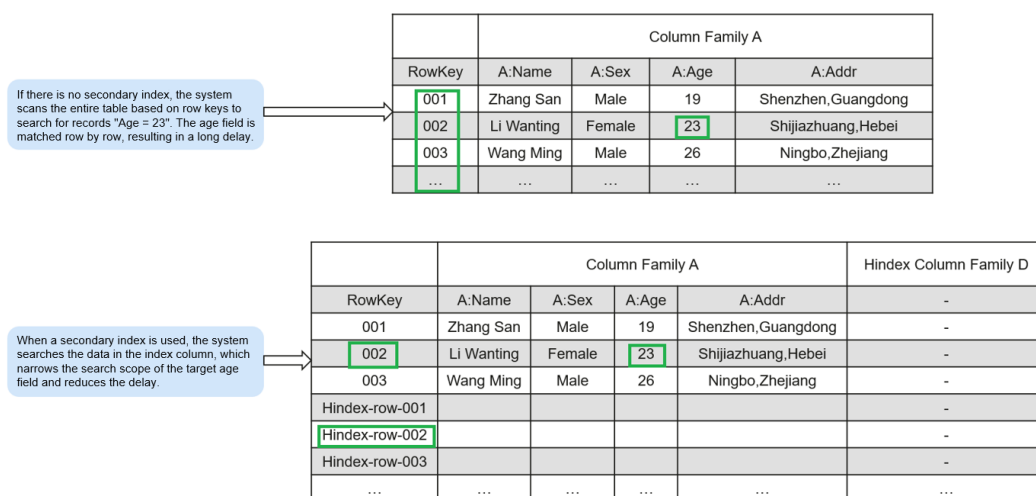 Column Family A
RowKey A:Name A:Sex A:Age A:Addr
If there is no secondary index, the system
scans the entire table based on row keys to
search for records "Age = 23". The age field is
matched row by row, resulting in a long delay.
001 Zhang San Male 19 Shenzhen,Guangdong
002 Li Wanting Female 23 Shijiazhuang,Hebei
003 Wang Ming Male 26 Ningbo,Zhejiang
... ... ... ... ...
Column Family A Hindex Column Family D
RowKey A:Name A:Sex A:Age A:Addr -
When a secondary index is used, the system
searches the data in the index column, which
narrows the search scope of the target age
field and reduces the delay.
001 Zhang San Male 19 Shenzhen,Guangdong -
002 Li Wanting Female 23 Shijiazhuang,Hebei -
003 Wang Ming Male 26 Ningbo,Zhejiang -
Hindex-row-001 -
Hindex-row-002 -
Hindex-row-003 -
... ... ... ... ... ...